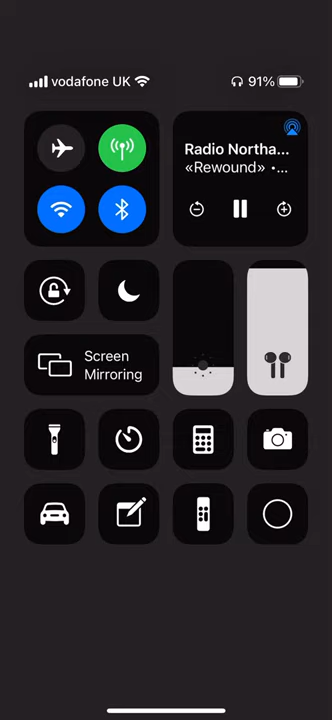 vodafone UK
91%
Radio Northa...
«Rewound» •...
Screen
Mirroring